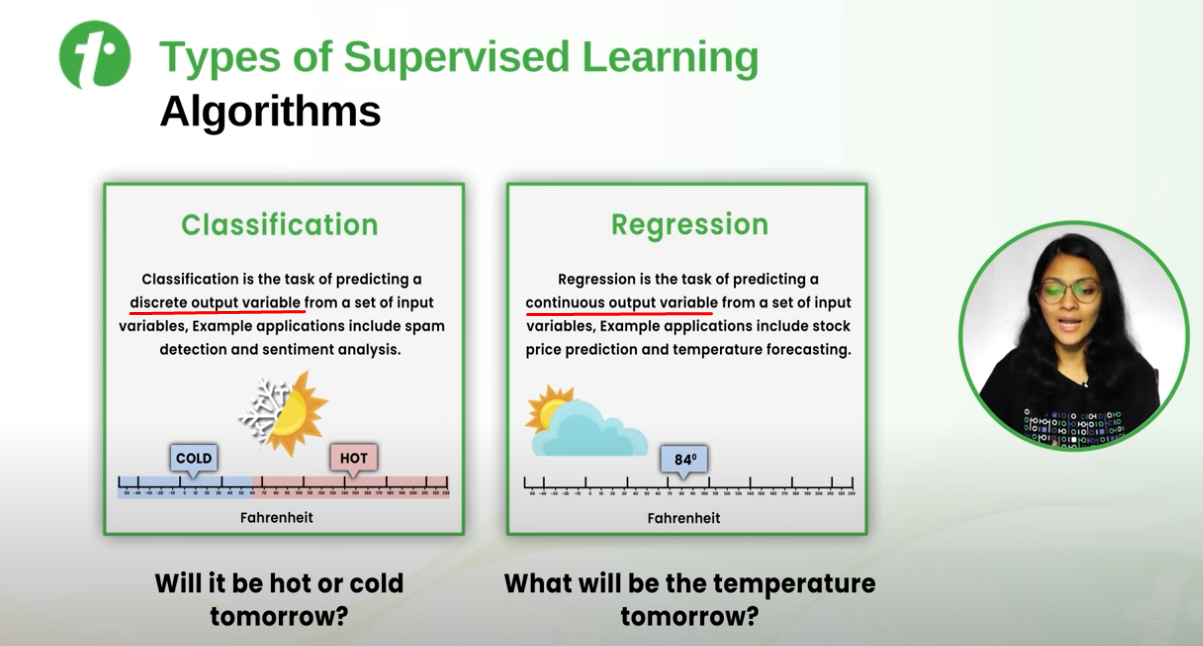 Types of Supervised Learning
Algorithms
Classification
Classification is the task of predicting a
discrete output variable from a set of input
variables, Example applications include spam
detection and sentiment analysis.
COLD
HOT
Fahrenheit
Will it be hot or cold
tomorrow?
Regression
Regression is the task of predicting a
continuous output variable from a set of input
variables, Example applications include stock
price prediction and temperature forecasting.
84°
Fahrenheit
What will be the temperature
tomorrow?